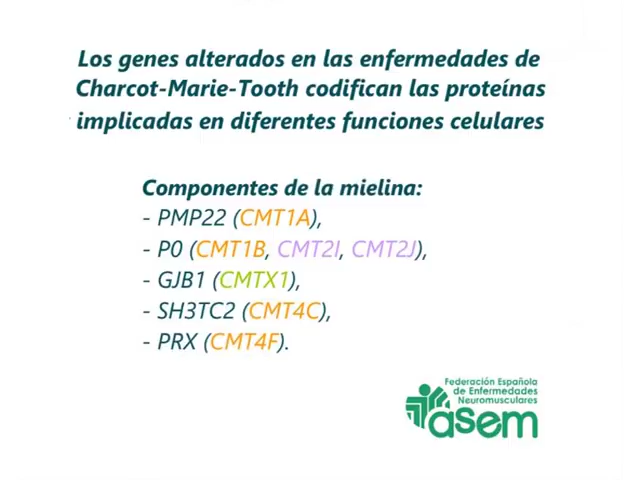 Los genes alterados en las enfermedades de
Charcot-Marie-Tooth codifican las proteínas
implicadas en diferentes funciones celulares
Componentes de la mielina:
- PMP22 (CMT1A),
- P0 (CMT1B, CMT2I, CMT2J),
- GJB1 (CMTX1),
- SH3TC2 (CMT4C),
- PRX (CMT4F).
Federación Española
de Enfermedades
Neuromusculares
asem